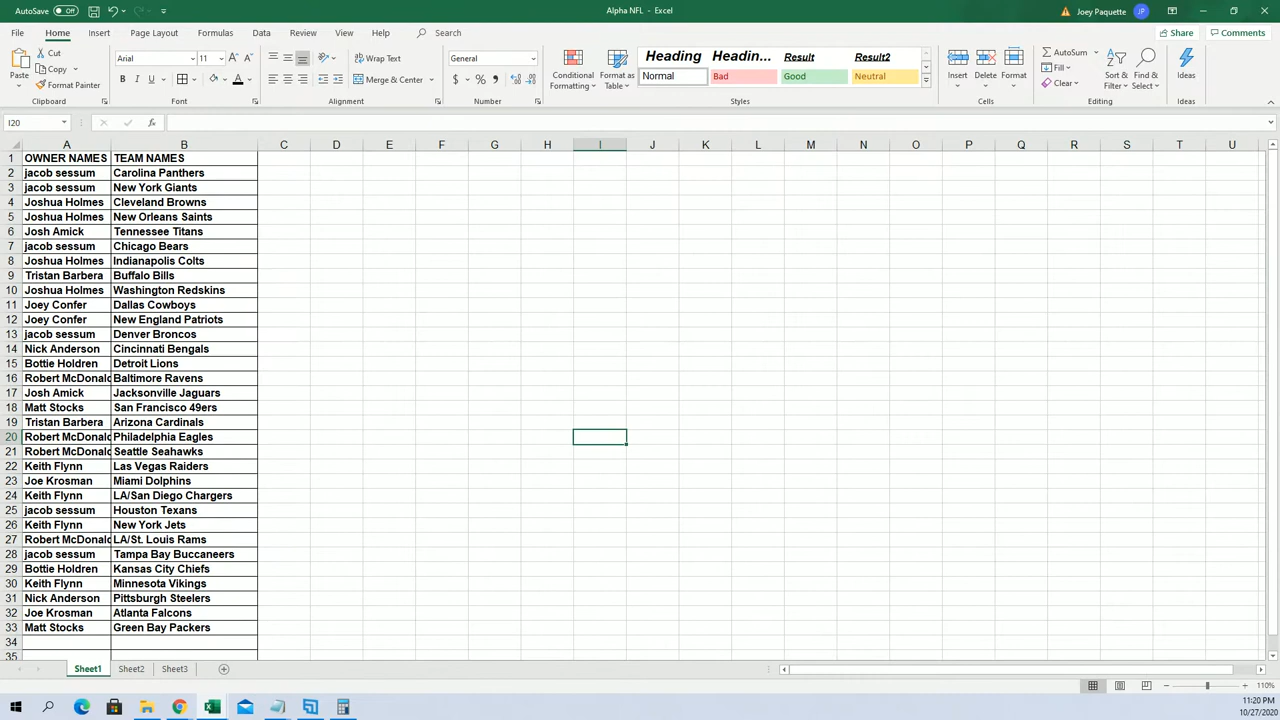 AutoSave Off
Alpha NFL - Excel
Joey Paquette JP
File Home Insert Page Layout Formulas Data Review View Help Search
Share Comments
Paste
Cut
Copy
Format Painter
Clipboard
Arial 11
B I U
Font
Wrap Text
Merge & Center
Alignment
General
$ % 9
Number
Conditional Formatting
Format as Table
Heading Headin... Result Result2
Normal Bad Good Neutral
Styles
Insert Delete Format
Cells
AutoSum
Fill
Clear
Sort & Filter
Find & Select
Editing
Ideas
Ideas
I20 fx
A B C D E F G H I J K L M N O P Q R S T U
1 OWNER NAMES TEAM NAMES
2 jacob sessum Carolina Panthers
3 jacob sessum New York Giants
4 Joshua Holmes Cleveland Browns
5 Joshua Holmes New Orleans Saints
6 Josh Amick Tennessee Titans
7 jacob sessum Chicago Bears
8 Joshua Holmes Indianapolis Colts
9 Tristan Barbera Buffalo Bills
10 Joshua Holmes Washington Redskins
11 Joey Confer Dallas Cowboys
12 Joey Confer New England Patriots
13 jacob sessum Denver Broncos
14 Nick Anderson Cincinnati Bengals
15 Bottie Holdren Detroit Lions
16 Robert McDonald Baltimore Ravens
17 Josh Amick Jacksonville Jaguars
18 Matt Stocks San Francisco 49ers
19 Tristan Barbera Arizona Cardinals
20 Robert McDonald Philadelphia Eagles
21 Robert McDonald Seattle Seahawks
22 Keith Flynn Las Vegas Raiders
23 Joe Krosman Miami Dolphins
24 Keith Flynn LA/San Diego Chargers
25 jacob sessum Houston Texans
26 Keith Flynn New York Jets
27 Robert McDonald LA/St. Louis Rams
28 jacob sessum Tampa Bay Buccaneers
29 Bottie Holdren Kansas City Chiefs
30 Keith Flynn Minnesota Vikings
31 Nick Anderson Pittsburgh Steelers
32 Joe Krosman Atlanta Falcons
33 Matt Stocks Green Bay Packers
34
35
Sheet1 Sheet2 Sheet3
110%
11:20 PM
10/27/2020